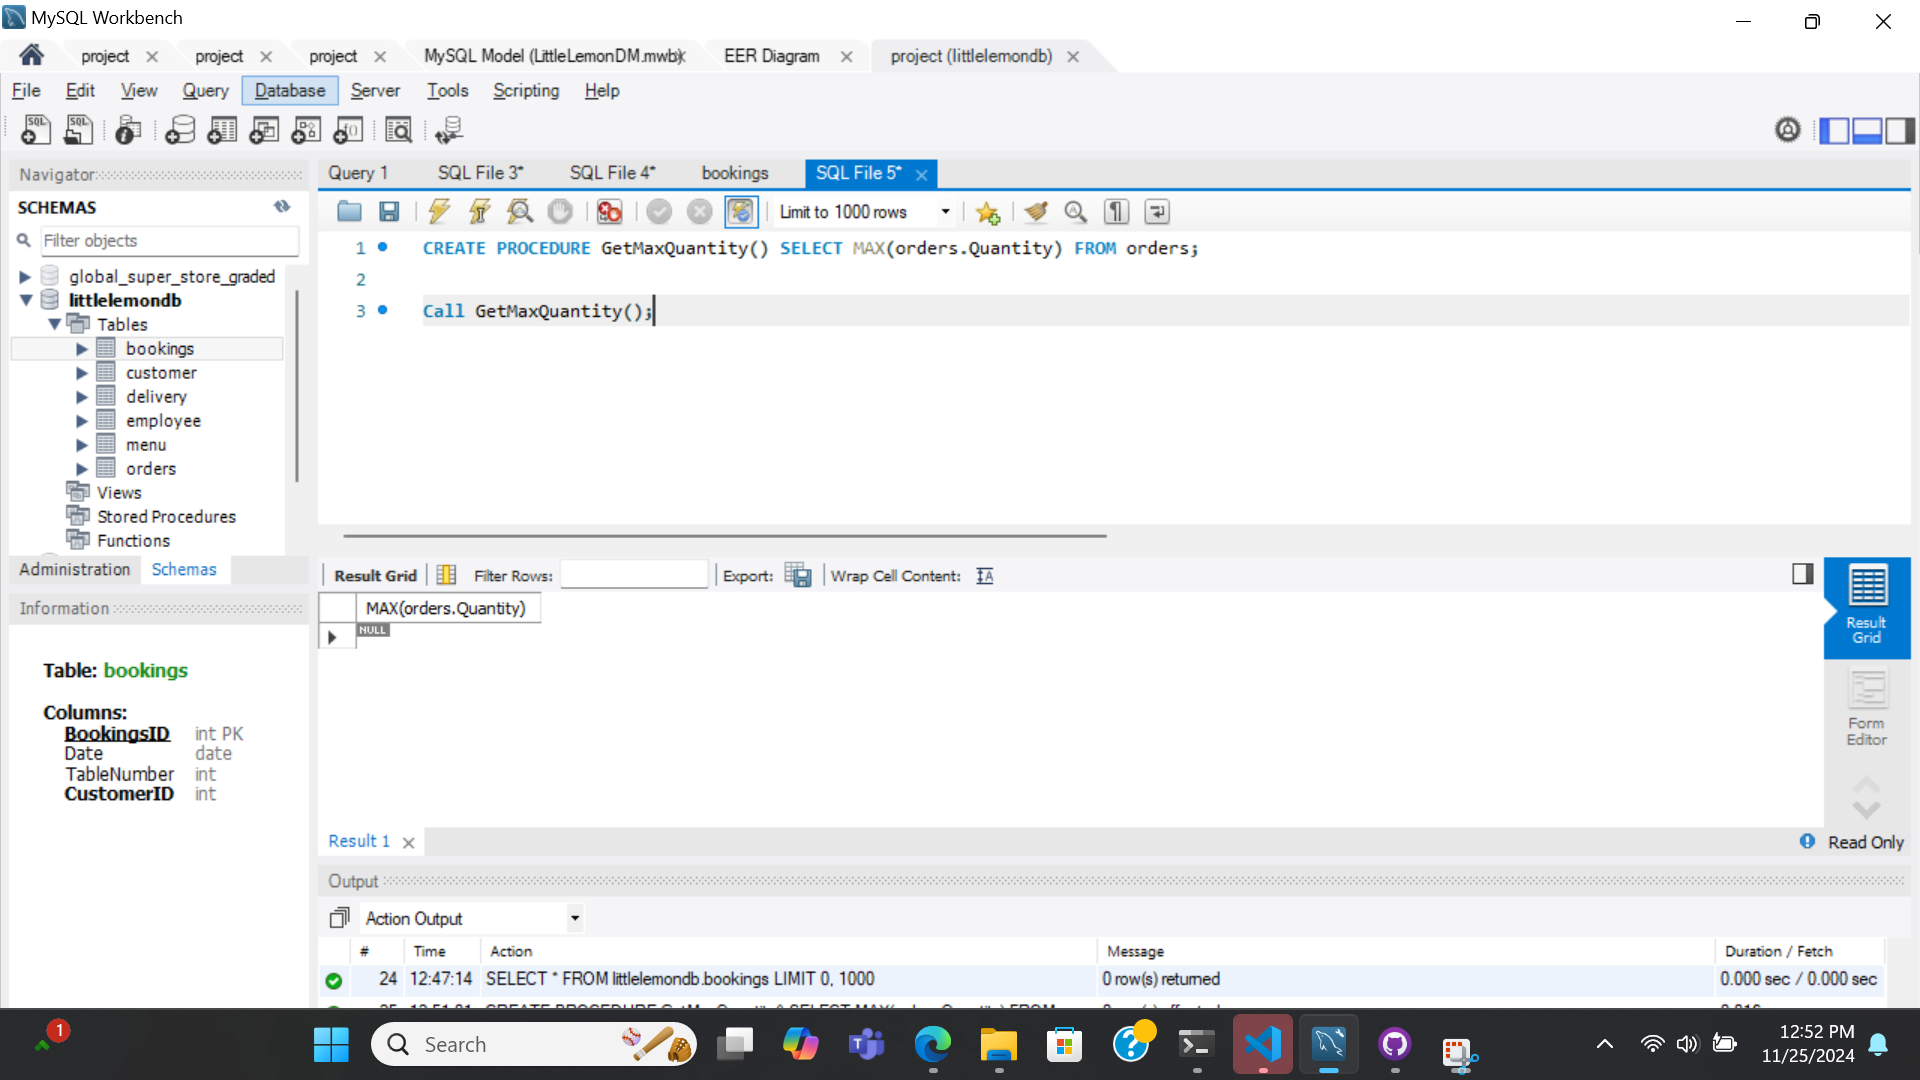 MySQL Workbench
project
project
project
MySQL Model (LittleLemonDM.mwb)
EER Diagram
project (littlelemondb)
File Edit View Query Database Server Tools Scripting Help
Navigator
Query 1
SQL File 3*
SQL File 4*
bookings
SQL File 5*
SCHEMAS
Filter objects
global_super_store_graded
littlelemondb
Tables
bookings
customer
delivery
employee
menu
orders
Views
Stored Procedures
Functions
Administration Schemas
Information
Table: bookings
Columns:
BookingsID int PK
Date date
TableNumber int
CustomerID int
Limit to 1000 rows
1 CREATE PROCEDURE GetMaxQuantity() SELECT MAX(orders.Quantity) FROM orders;
2
3 Call GetMaxQuantity();
Result Grid Filter Rows: Export: Wrap Cell Content:
MAX(orders.Quantity)
NULL
Result
Grid
Form
Editor
Result 1
Read Only
Output
Action Output
# Time Action Message Duration / Fetch
24 12:47:14 SELECT * FROM littlelemondb.bookings LIMIT 0, 1000 0 row(s) returned 0.000 sec / 0.000 sec
1
Search
12:52 PM
11/25/2024